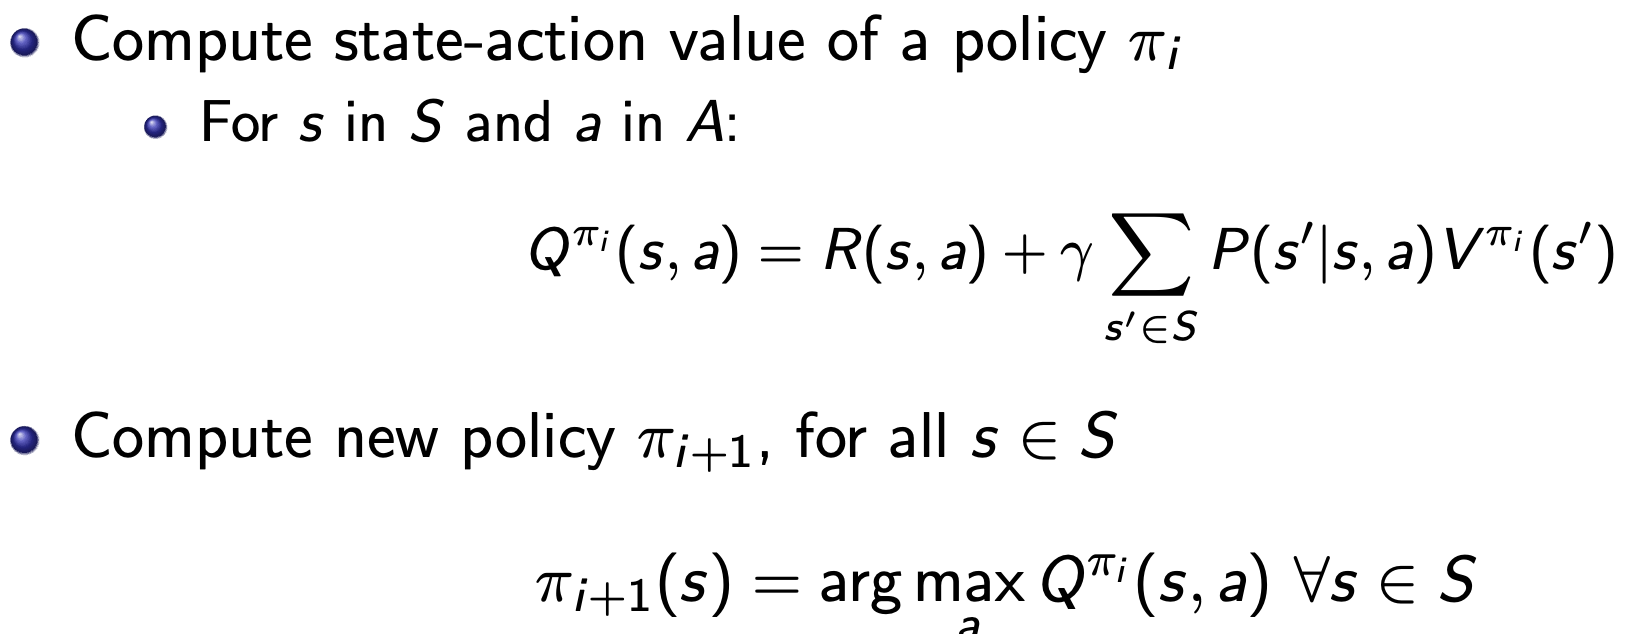 • Compute state-action value of a policy πᵢ
• For s in S and a in A:
Q^{π_i}(s, a) = R(s, a) + γ ∑_{s′∈S} P(s′|s, a)V^{π_i}(s′)
• Compute new policy π_{i+1}, for all s ∈ S
π_{i+1}(s) = arg max_a Q^{π_i}(s, a) ∀s ∈ S